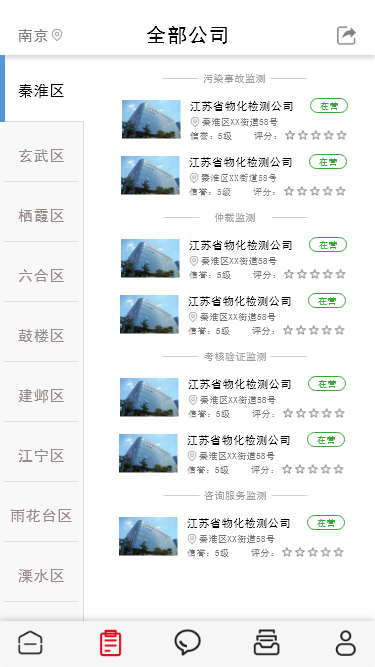 南京
全部公司
秦淮区
玄武区
栖霞区
六合区
鼓楼区
建邺区
江宁区
雨花台区
溧水区
污染事故监测
江苏省物化检测公司 在营
秦淮区XX街道58号
信誉：5级 评分：
江苏省物化检测公司 在营
秦淮区XX街道58号
信誉：5级 评分：
仲裁监测
江苏省物化检测公司 在营
秦淮区XX街道58号
信誉：5级 评分：
江苏省物化检测公司 在营
秦淮区XX街道58号
信誉：5级 评分：
考核验证监测
江苏省物化检测公司 在营
秦淮区XX街道58号
信誉：5级 评分：
江苏省物化检测公司 在营
秦淮区XX街道58号
信誉：5级 评分：
咨询服务监测
江苏省物化检测公司 在营
秦淮区XX街道58号
信誉：5级 评分：